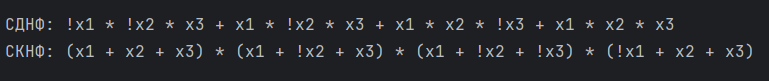 СДНФ: !x1 * !x2 * x3 + x1 * !x2 * x3 + x1 * x2 * !x3 + x1 * x2 * x3
СКНФ: (x1 + x2 + x3) * (x1 + !x2 + x3) * (x1 + !x2 + !x3) * (!x1 + x2 + x3)